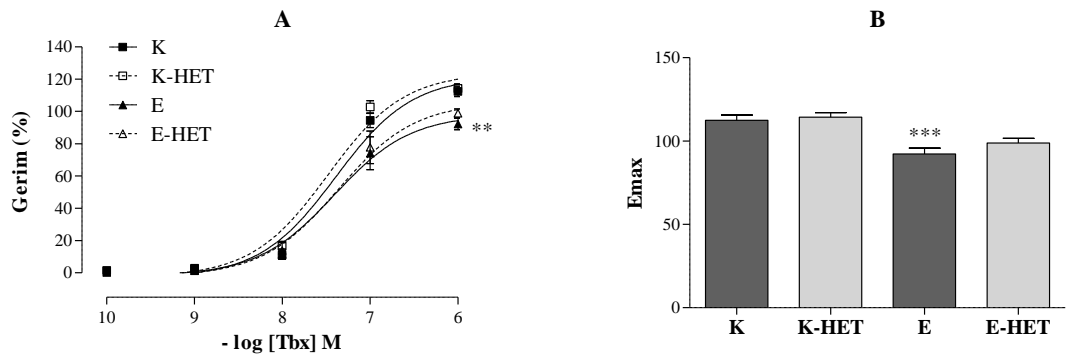 A
K
K-HET
E
E-HET
140
120
100
80
60
40
20
0
Gerim (%)
**
10 9 8 7 6
- log [Tbx] M
B
150
100
50
0
Emax
***
K K-HET E E-HET